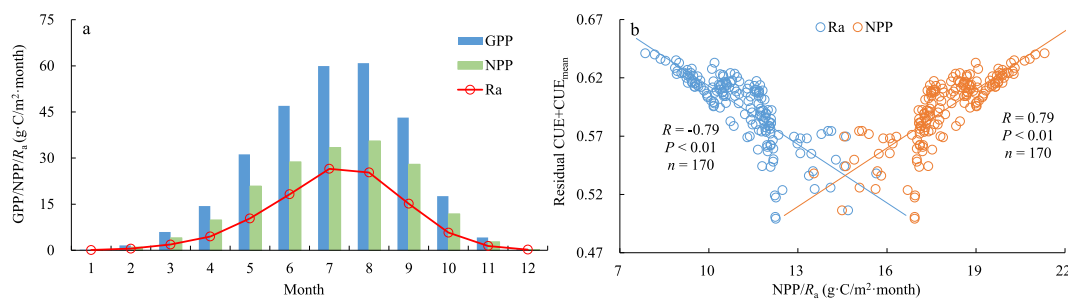 a
GPP
NPP
Ra
GPP/NPP/Rₐ (g·C/m²·month)
75
60
45
30
15
0
1 2 3 4 5 6 7 8 9 10 11 12
Month
b
Ra NPP
Residual CUE+CUEmean
0.67
0.62
0.57
0.52
0.47
R = -0.79
P < 0.01
n = 170
R = 0.79
P < 0.01
n = 170
7 10 13 16 19 22
NPP/Rₐ (g·C/m²·month)